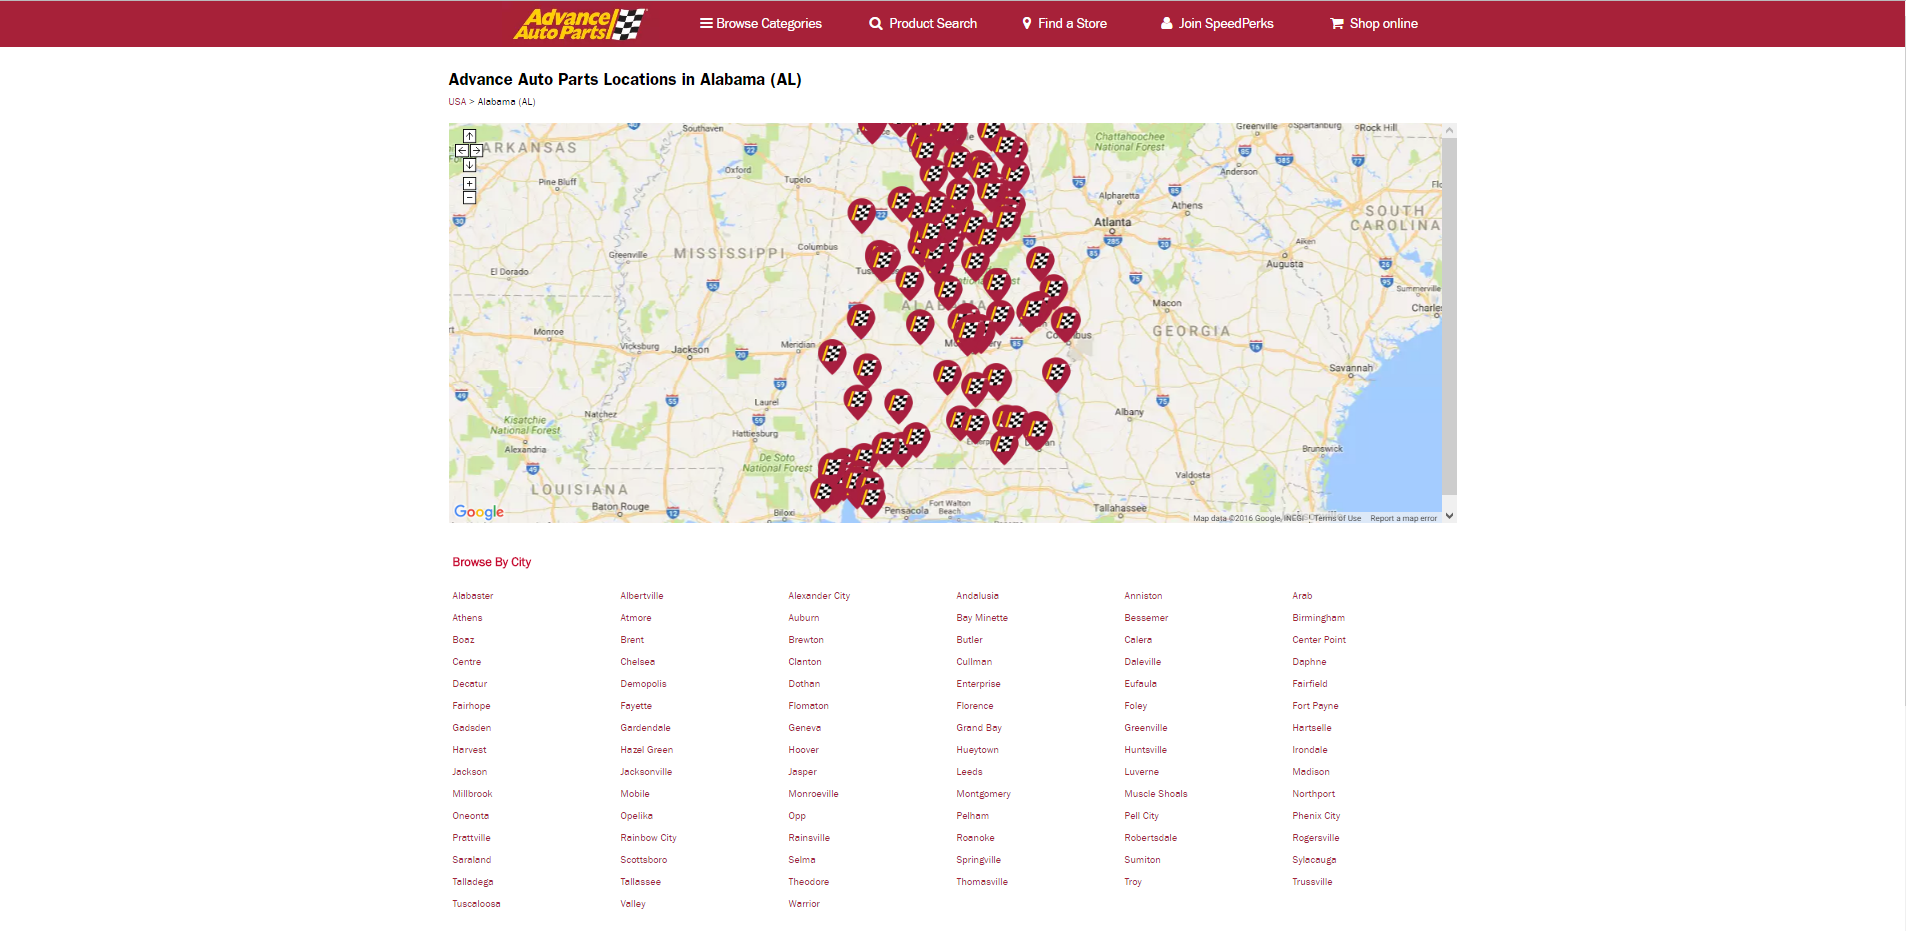 Advance Auto Parts
Browse Categories
Product Search
Find a Store
Join SpeedPerks
Shop online
Advance Auto Parts Locations in Alabama (AL)
USA > Alabama (AL)
Southaven
ARKANSAS
Oxford
Pine Bluff
Tupelo
Chattahoochee
National Forest
Greenville
Spartanburg
Rock Hill
Anderson
Alpharetta
Athens
Atlanta
SOUTH
CAROLINA
Aiken
Augusta
Summerville
MISSISSIPPI
Columbus
Greenville
El Dorado
Macon
GEORGIA
Monroe
Vicksburg
Jackson
Meridian
Savannah
Laurel
Natchez
Hattiesburg
Kisatchie
National Forest
Alexandria
Albany
Brunswick
De Soto
National Forest
Valdosta
LOUISIANA
Baton Rouge
Biloxi
Pensacola
Fort Walton
Beach
Tallahassee
Google
Map data ©2016 Google, INEGI
Terms of Use
Report a map error
Browse By City
Alabaster Albertville Alexander City Andalusia Anniston Arab
Athens Atmore Auburn Bay Minette Bessemer Birmingham
Boaz Brent Brewton Butler Calera Center Point
Centre Chelsea Clanton Cullman Daleville Daphne
Decatur Demopolis Dothan Enterprise Eufaula Fairfield
Fairhope Fayette Flomaton Florence Foley Fort Payne
Gadsden Gardendale Geneva Grand Bay Greenville Hartselle
Harvest Hazel Green Hoover Hueytown Huntsville Irondale
Jackson Jacksonville Jasper Leeds Luverne Madison
Millbrook Mobile Monroeville Montgomery Muscle Shoals Northport
Oneonta Opelika Opp Pelham Pell City Phenix City
Prattville Rainbow City Rainsville Roanoke Robertsdale Rogersville
Saraland Scottsboro Selma Springville Sumiton Sylacauga
Talladega Tallassee Theodore Thomasville Troy Trussville
Tuscaloosa Valley Warrior